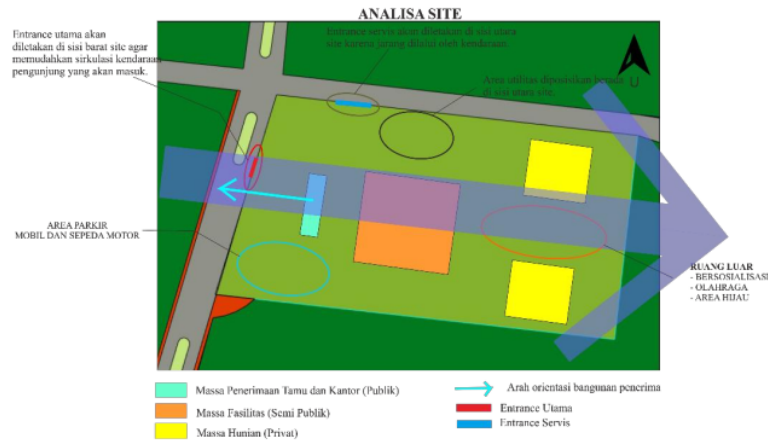 ANALISA SITE
Entrance utama akan
diletakan di sisi barat site agar
memudahkan sirkulasi kendaraan
pengunjung yang akan masuk.
Entrance servis akan diletakan di sisi utara
site karena jarang dilalui oleh kendaraan.
Area utilitas diposivikan berada
di sisi utara site.
U
AREA PARKIR
MOBIL DAN SEPEDA MOTOR
RUANG LUAR
- BERSOSIALISASI
- OLAHRAGA
- AREA HIJAU
Massa Penerimaan Tamu dan Kantor (Publik)
Massa Fasilitas (Semi Publik)
Massa Hunian (Privat)
Arah orientasi bangunan penerima
Entrance Utama
Entrance Servis